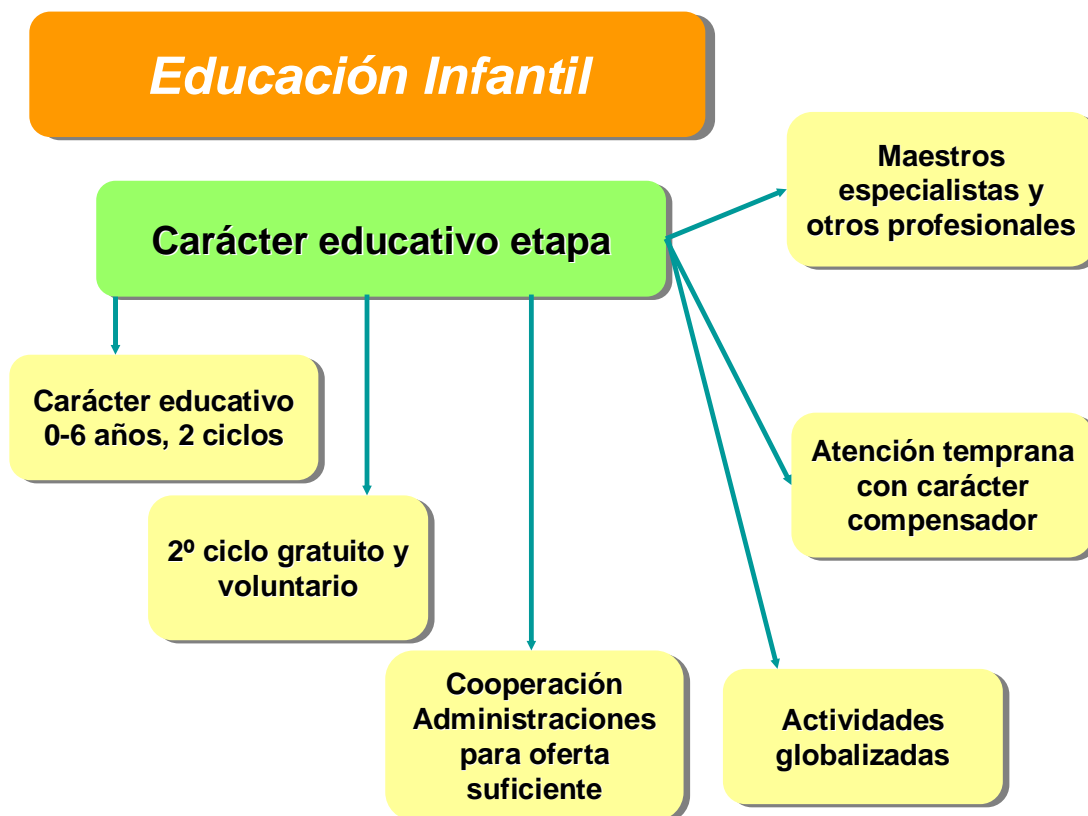 Educación Infantil
Carácter educativo etapa
Maestros
especialistas y
otros profesionales
Carácter educativo
0-6 años, 2 ciclos
Atención temprana
con carácter
compensador
2º ciclo gratuito y
voluntario
Cooperación
Administraciones
para oferta
suficiente
Actividades
globalizadas